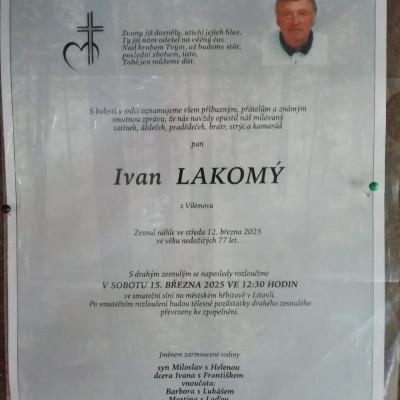 Zvony již dozněly, utichl jejich hlas,
Ty jsi nám odešel na věčný čas.
Nad hrobem Tvým, až budeme stát,
poslední sbohem, táto,
Tobě jen můžeme dát.
S bolestí v srdci oznamujeme všem příbuzným, přátelům a známým
smutnou zprávu, že nás navždy opustil náš milovaný
tatínek, dědeček, pradědeček, bratr, strýc a kamarád
pan
Ivan LAKOMÝ
z Vilémova
Zesnul náhle ve středu 12. března 2025
ve věku nedožitých 77 let.
S drahým zesnulým se naposledy rozloučíme
V SOBOTU 15. BŘEZNA 2025 VE 12:30 HODIN
ve smuteční síni na městském hřbitově v Litovli.
Po smutečním rozloučení budou tělesné pozůstatky drahého zesnulého
převezeny ke zpopelnění.
Jménem zarmoucené rodiny
syn Miloslav s Helenou
dcera Ivana s Františkem
vnoučata:
Barbora s Lukášem
Martina s Laďou